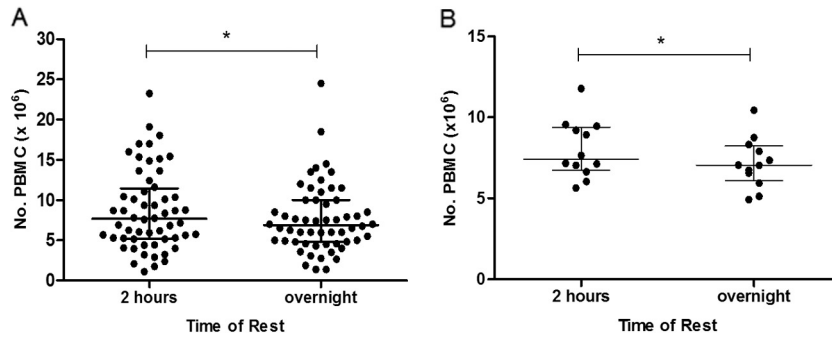 A
B
No. PBMC (x 10⁶)
30
25
20
15
10
5
0
*
2 hours
overnight
Time of Rest
No. PBMC (x10⁶)
15
10
5
0
*
2 hours
overnight
Time of Rest